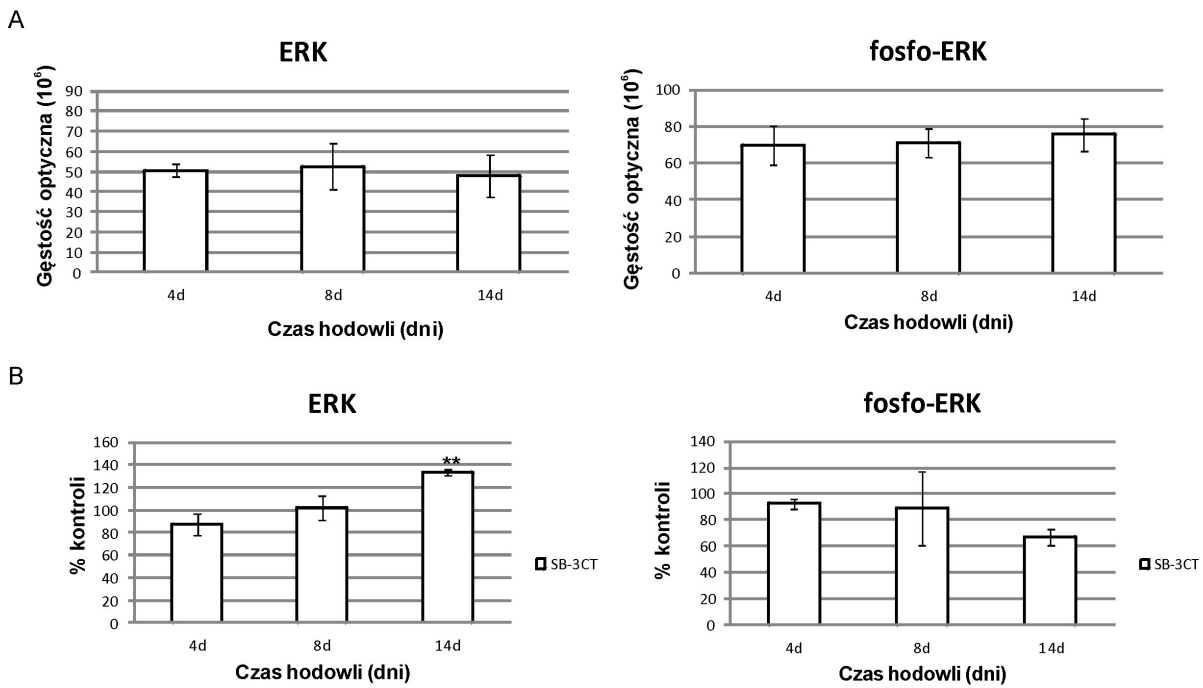 A
ERK
Gęstość optyczna (10⁶)
90
80
70
60
50
40
30
20
10
0
4d 8d 14d
Czas hodowli (dni)
fosfo-ERK
Gęstość optyczna (10⁶)
100
80
60
40
20
0
4d 8d 14d
Czas hodowli (dni)
B
ERK
% kontroli
160
140
120
100
80
60
40
20
0
**
4d 8d 14d
Czas hodowli (dni)
SB-3CT
fosfo-ERK
% kontroli
140
120
100
80
60
40
20
0
4d 8d 14d
Czas hodowli (dni)
SB-3CT